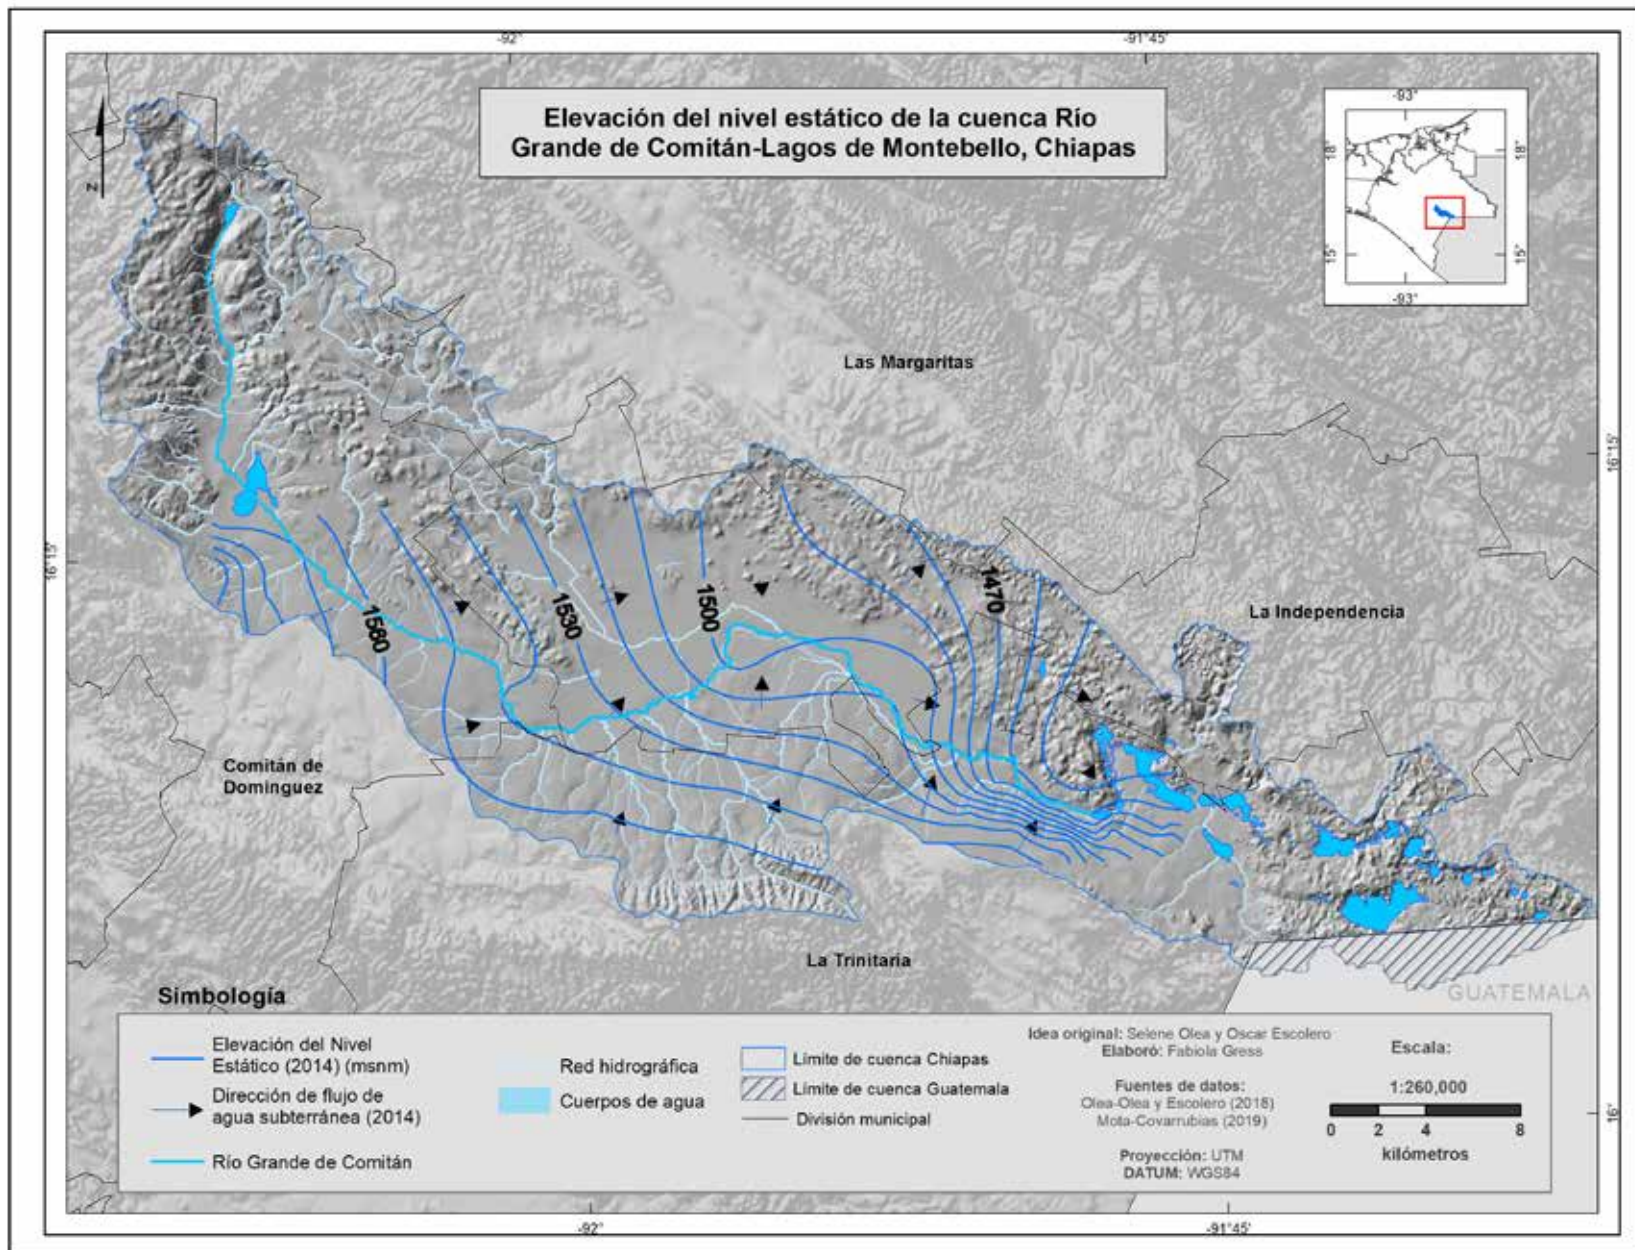 -92°
-91°45'
Elevación del nivel estático de la cuenca Río
Grande de Comitán-Lagos de Montebello, Chiapas
-93°
18°
18°
15°
15°
-93°
N
Las Margaritas
16°15'
16°15'
1470
1500
1530
1560
La Independencia
Comitán de
Domínguez
La Trinitaria
GUATEMALA
Simbología
Elevación del Nivel
Estático (2014) (msnm)
Dirección de flujo de
agua subterránea (2014)
Río Grande de Comitán
Red hidrográfica
Cuerpos de agua
Límite de cuenca Chiapas
Límite de cuenca Guatemala
División municipal
Idea original: Selene Olea y Oscar Escolero
Elaboró: Fabiola Gress
Fuentes de datos:
Olea-Olea y Escolero (2018)
Mota-Covarrubias (2019)
Proyección: UTM
DATUM: WGS84
Escala:
1:260,000
0 2 4 8
kilómetros
16°
-92°
-91°45'